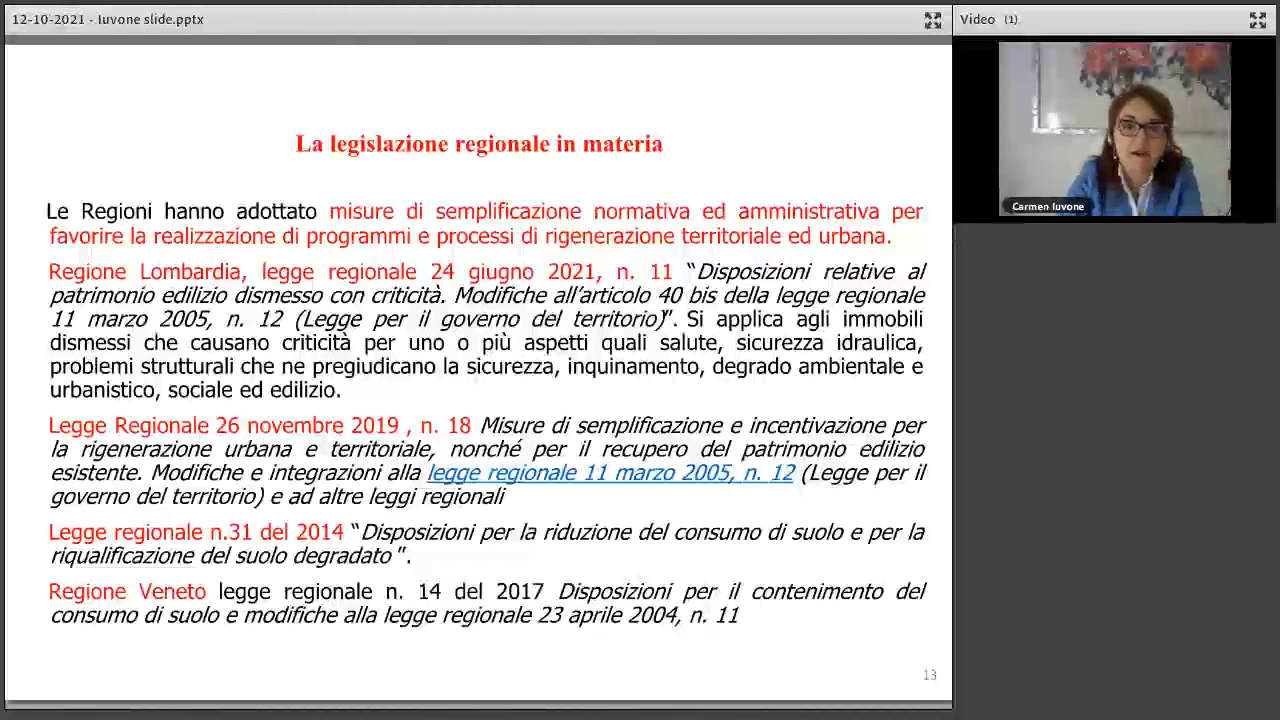 12-10-2021 - Iuvone slide.pptx
Video (1)
Carmen Iuvone
La legislazione regionale in materia
Le Regioni hanno adottato misure di semplificazione normativa ed amministrativa per
favorire la realizzazione di programmi e processi di rigenerazione territoriale ed urbana.
Regione Lombardia, legge regionale 24 giugno 2021, n. 11 “Disposizioni relative al
patrimonio edilizio dismesso con criticità. Modifiche all’articolo 40 bis della legge regionale
11 marzo 2005, n. 12 (Legge per il governo del territorio)”. Si applica agli immobili
dismessi che causano criticità per uno o più aspetti quali salute, sicurezza idraulica,
problemi strutturali che ne pregiudicano la sicurezza, inquinamento, degrado ambientale e
urbanistico, sociale ed edilizio.
Legge Regionale 26 novembre 2019 , n. 18 Misure di semplificazione e incentivazione per
la rigenerazione urbana e territoriale, nonché per il recupero del patrimonio edilizio
esistente. Modifiche e integrazioni alla legge regionale 11 marzo 2005, n. 12 (Legge per il
governo del territorio) e ad altre leggi regionali
Legge regionale n.31 del 2014 “Disposizioni per la riduzione del consumo di suolo e per la
riqualificazione del suolo degradato”.
Regione Veneto legge regionale n. 14 del 2017 Disposizioni per il contenimento del
consumo di suolo e modifiche alla legge regionale 23 aprile 2004, n. 11
13